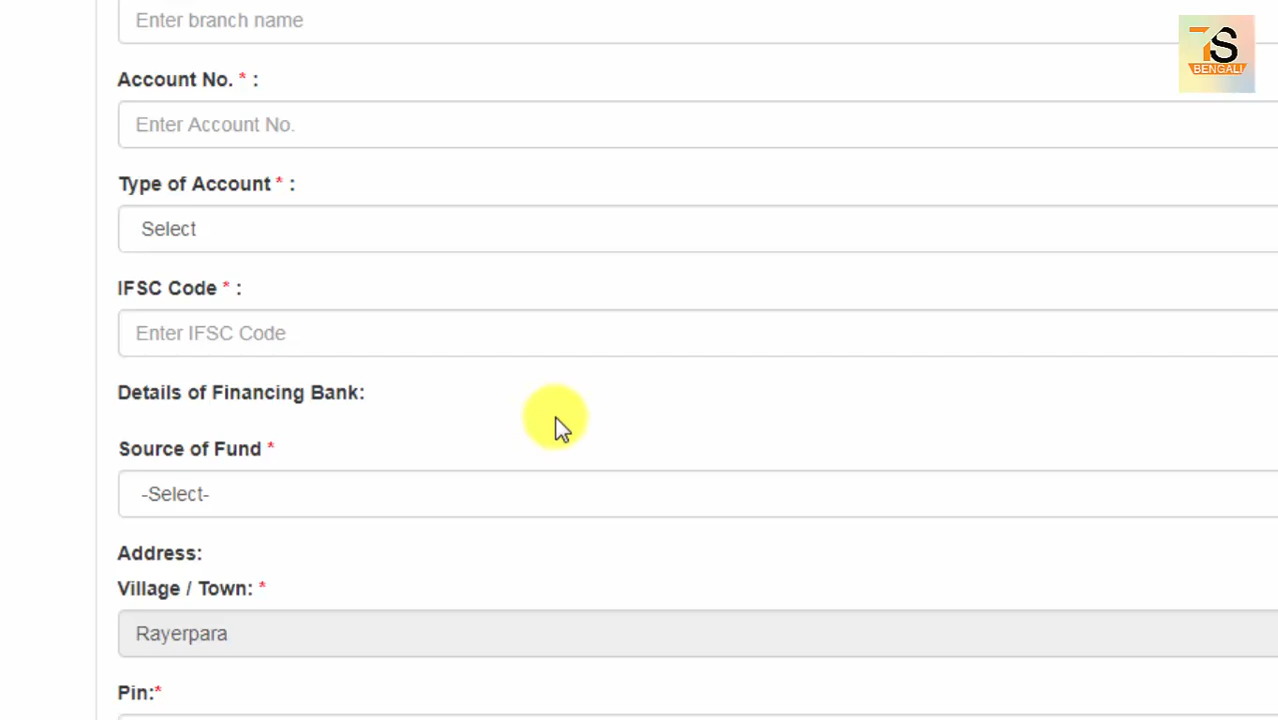 Enter branch name
7S
BENGALI
Account No. * :
Enter Account No.
Type of Account * :
Select
IFSC Code * :
Enter IFSC Code
Details of Financing Bank:
Source of Fund *
-Select-
Address:
Village / Town: *
Rayerpara
Pin:*